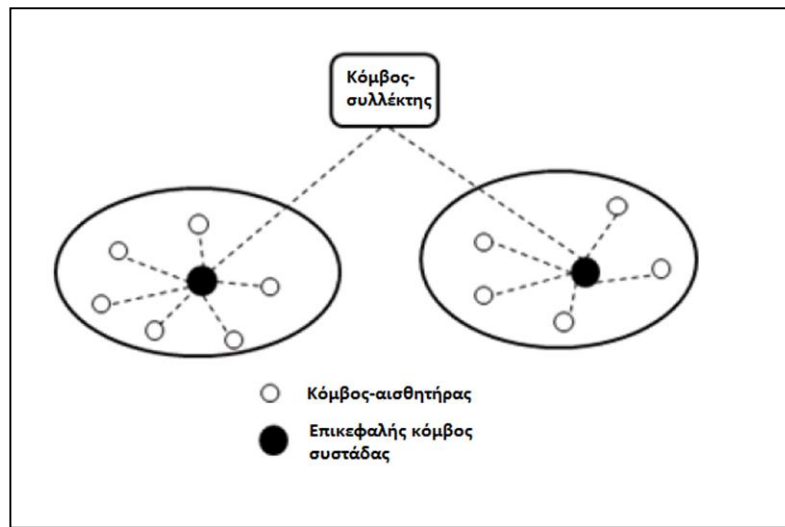 Κόμβος-
συλλέκτης
Κόμβος-αισθητήρας
Επικεφαλής κόμβος
συστάδας